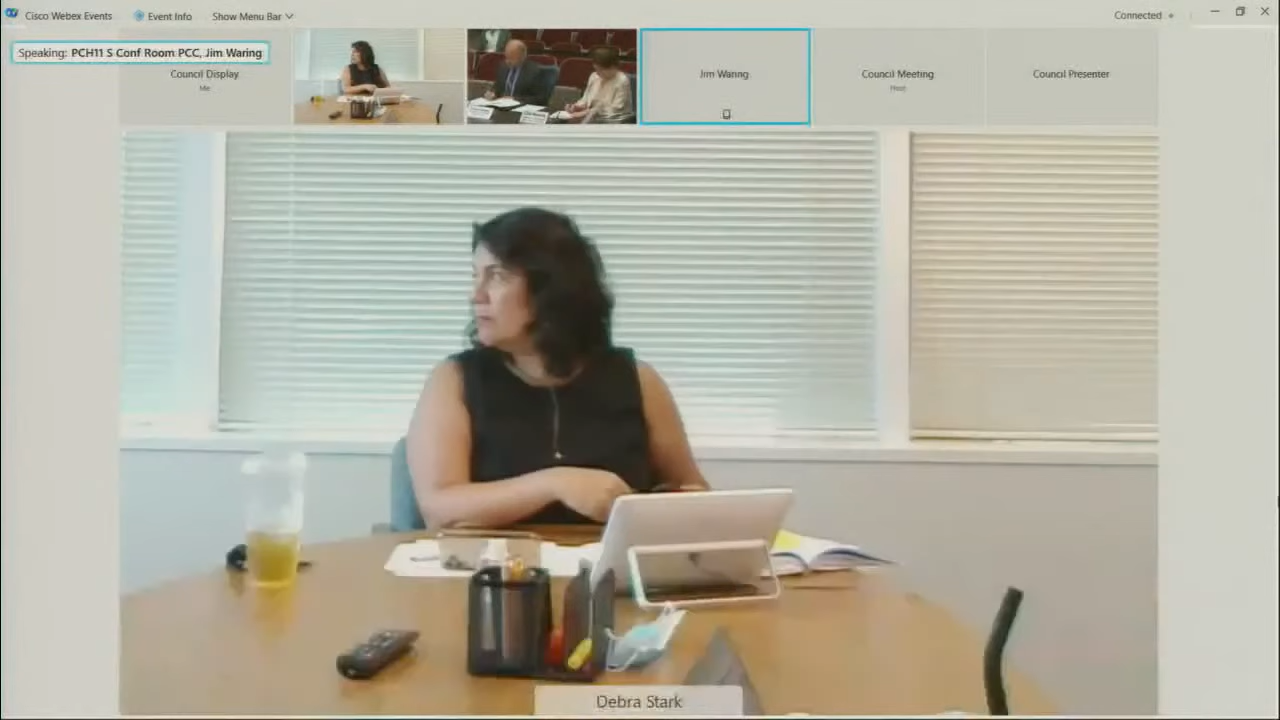 Cisco Webex Events
Event Info
Show Menu Bar
Connected
Speaking: PCH11 S Conf Room PCC, Jim Waring
Council Display
Me
Jim Waring
Council Meeting
Host
Council Presenter
Debra Stark